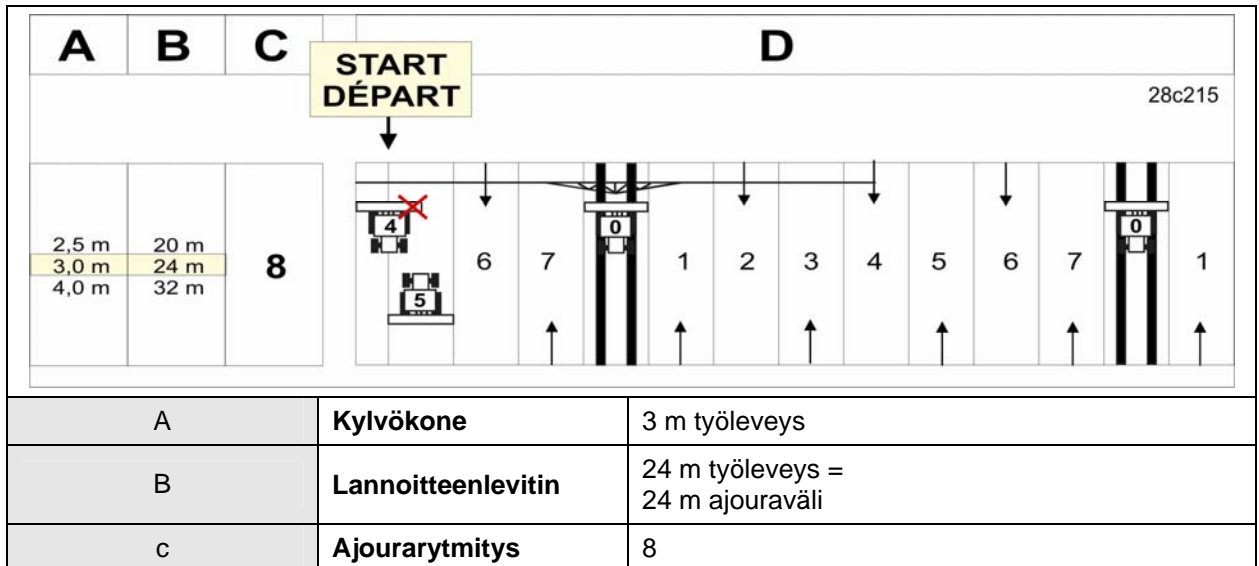 A B C D
START
DÉPART
28c215
2,5 m 20 m
3,0 m 24 m
4,0 m 32 m
8
4
5
6 7 0 1 2 3 4 5 6 7 0 1
A Kylvökone 3 m työleveys
B Lannoitteenlevitin 24 m työleveys =
24 m ajouraväli
c Ajourarytmitys 8